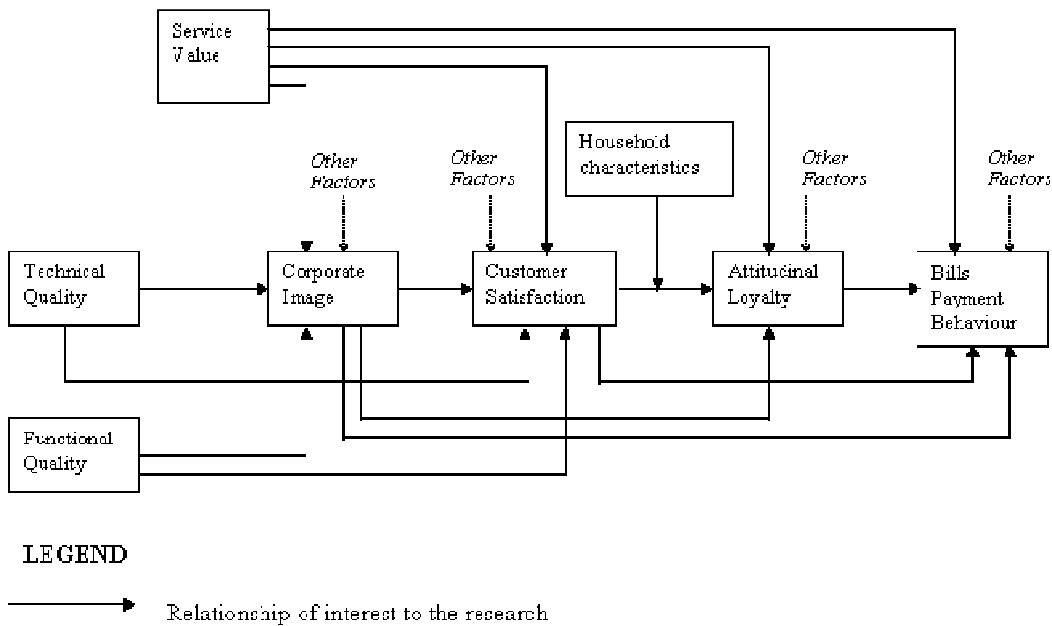 Service
Value
Household
characteristics
Other
Factors
Other
Factors
Other
Factors
Other
Factors
Technical
Quality
Corporate
Image
Customer
Satisfaction
Attitudinal
Loyalty
Bills
Payment
Behaviour
Functional
Quality
LEGEND
Relationship of interest to the research